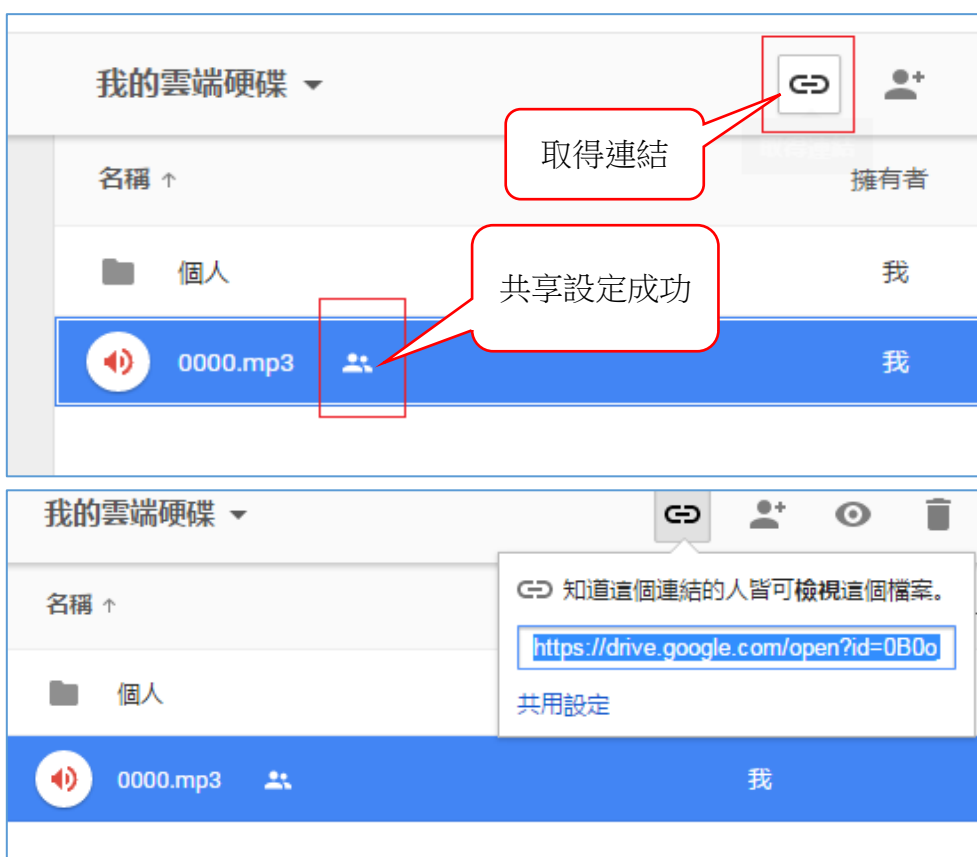 我的雲端硬碟
取得連結
名稱 ↑
擁有者
個人
我
共享設定成功
0000.mp3
我
我的雲端硬碟
知道這個連結的人皆可檢視這個檔案。
名稱 ↑
https://drive.google.com/open?id=0B0o
個人
共用設定
0000.mp3
我